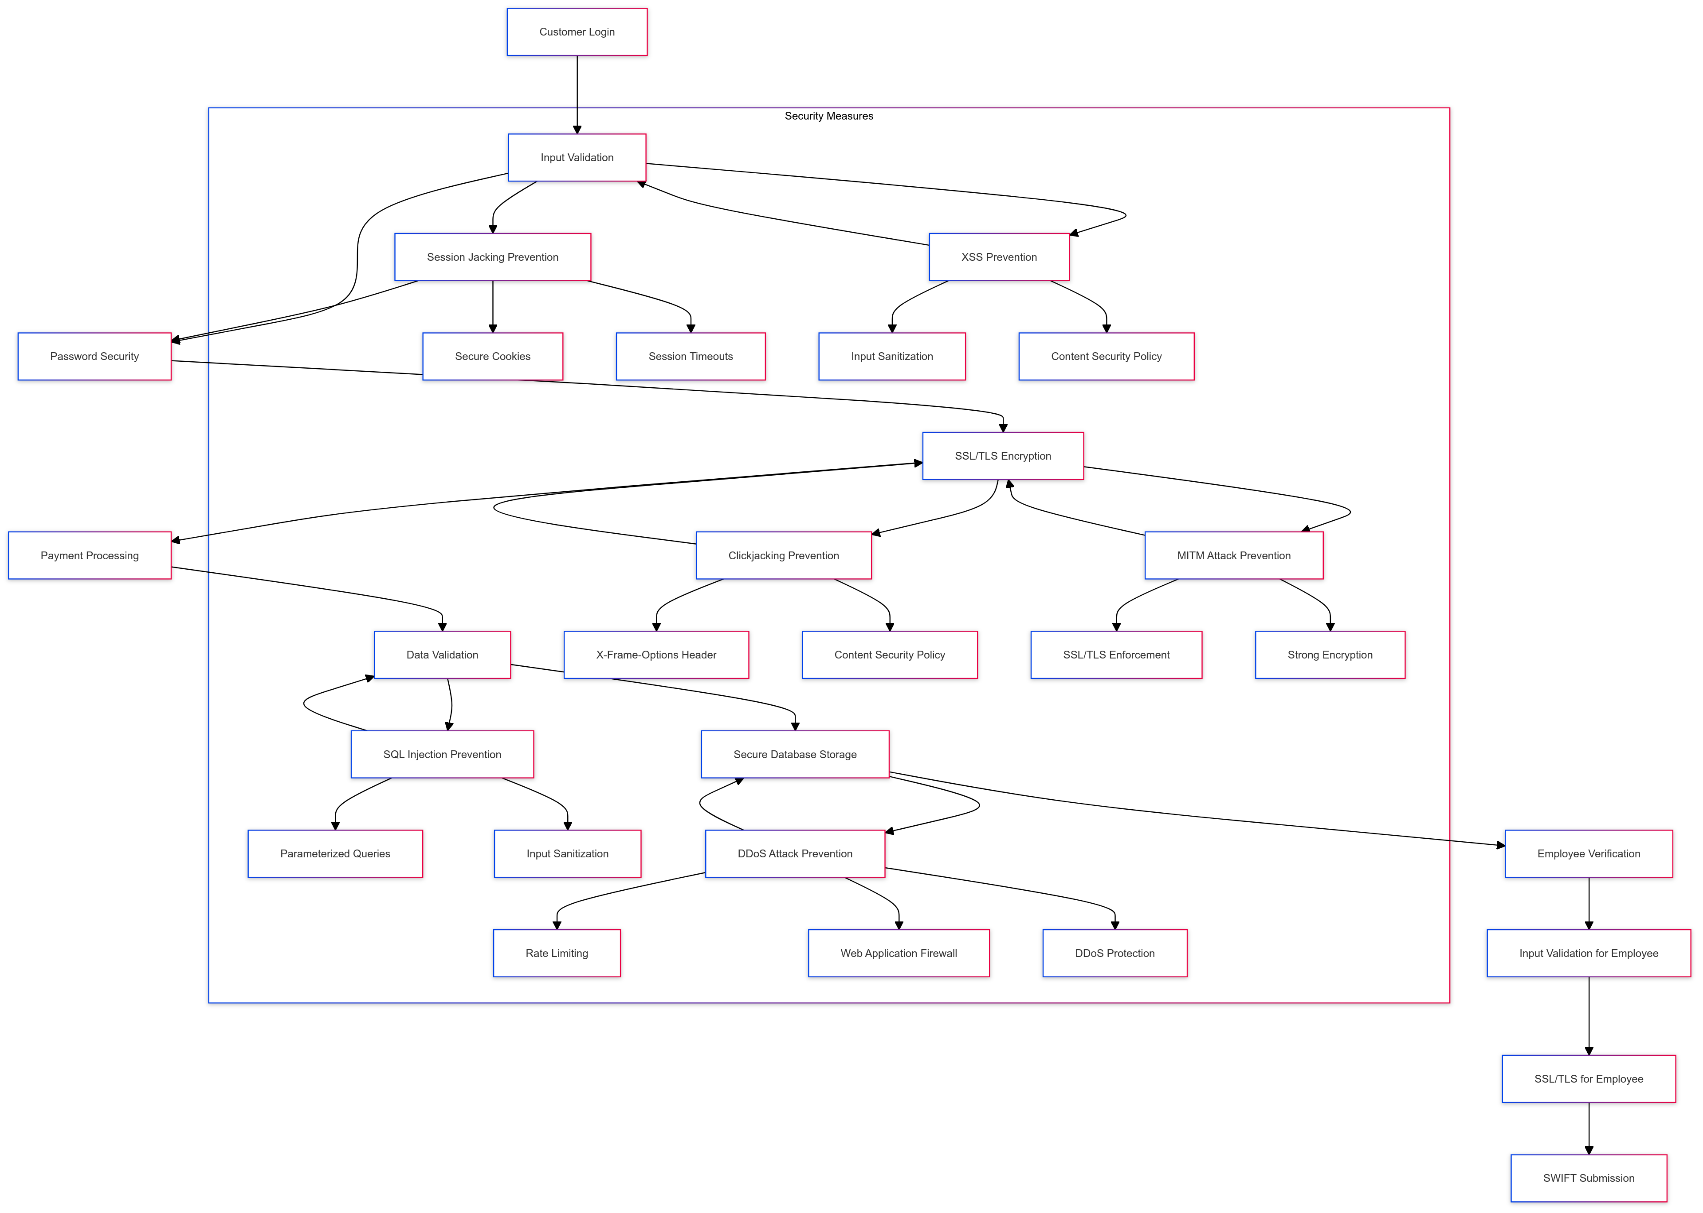 Customer Login
Security Measures
Input Validation
Session Jacking Prevention
XSS Prevention
Password Security
Secure Cookies
Session Timeouts
Input Sanitization
Content Security Policy
SSL/TLS Encryption
Payment Processing
Clickjacking Prevention
MITM Attack Prevention
Data Validation
X-Frame-Options Header
Content Security Policy
SSL/TLS Enforcement
Strong Encryption
SQL Injection Prevention
Secure Database Storage
Parameterized Queries
Input Sanitization
DDoS Attack Prevention
Employee Verification
Rate Limiting
Web Application Firewall
DDoS Protection
Input Validation for Employee
SSL/TLS for Employee
SWIFT Submission